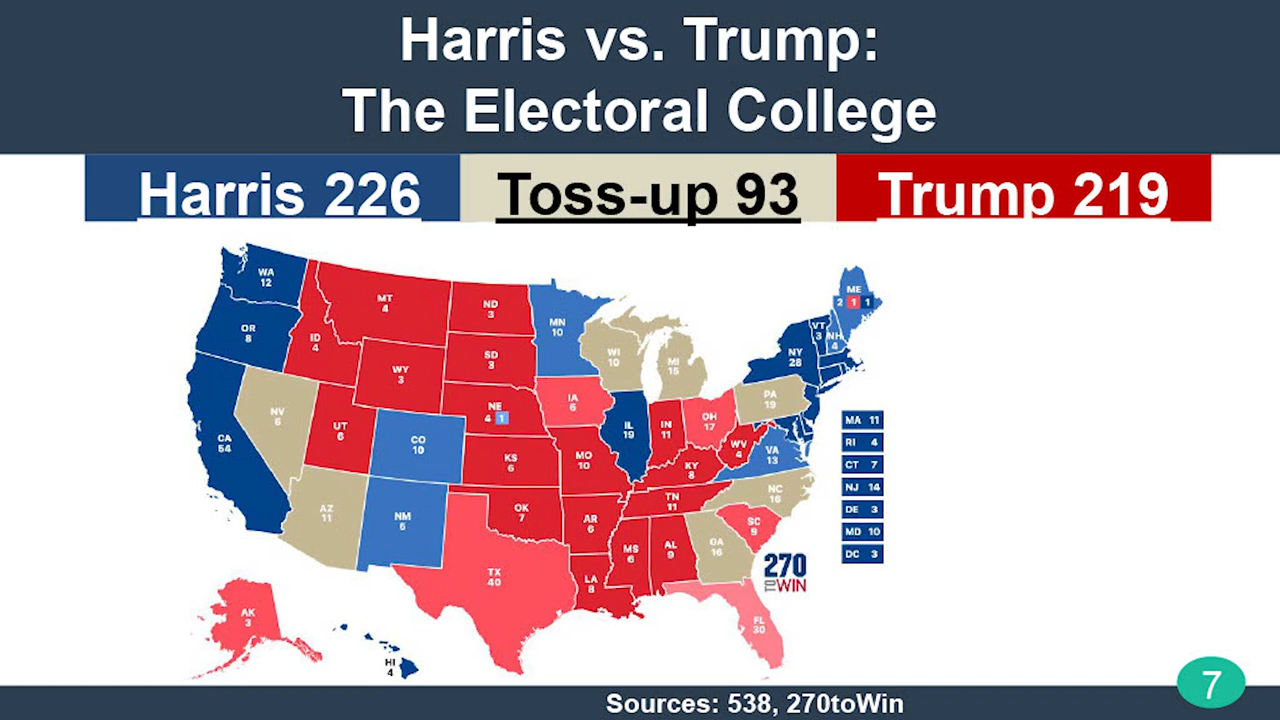 Harris vs. Trump:
The Electoral College
Harris 226
Toss-up 93
Trump 219
WA
12
OR
8
CA
54
NV
6
ID
4
MT
4
WY
3
UT
6
AZ
11
CO
10
NM
5
ND
3
SD
3
NE
4 1
KS
6
OK
7
TX
40
MN
10
IA
6
MO
10
AR
6
LA
8
WI
10
IL
19
MS
6
MI
15
IN
11
KY
8
TN
11
AL
9
OH
17
WV
4
GA
16
FL
30
SC
9
NC
16
VA
13
PA
19
NY
28
VT
3
NH
4
ME
2 1 1
MA 11
RI 4
CT 7
NJ 14
DE 3
MD 10
DC 3
AK
3
HI
4
270
TO WIN
7
Sources: 538, 270toWin